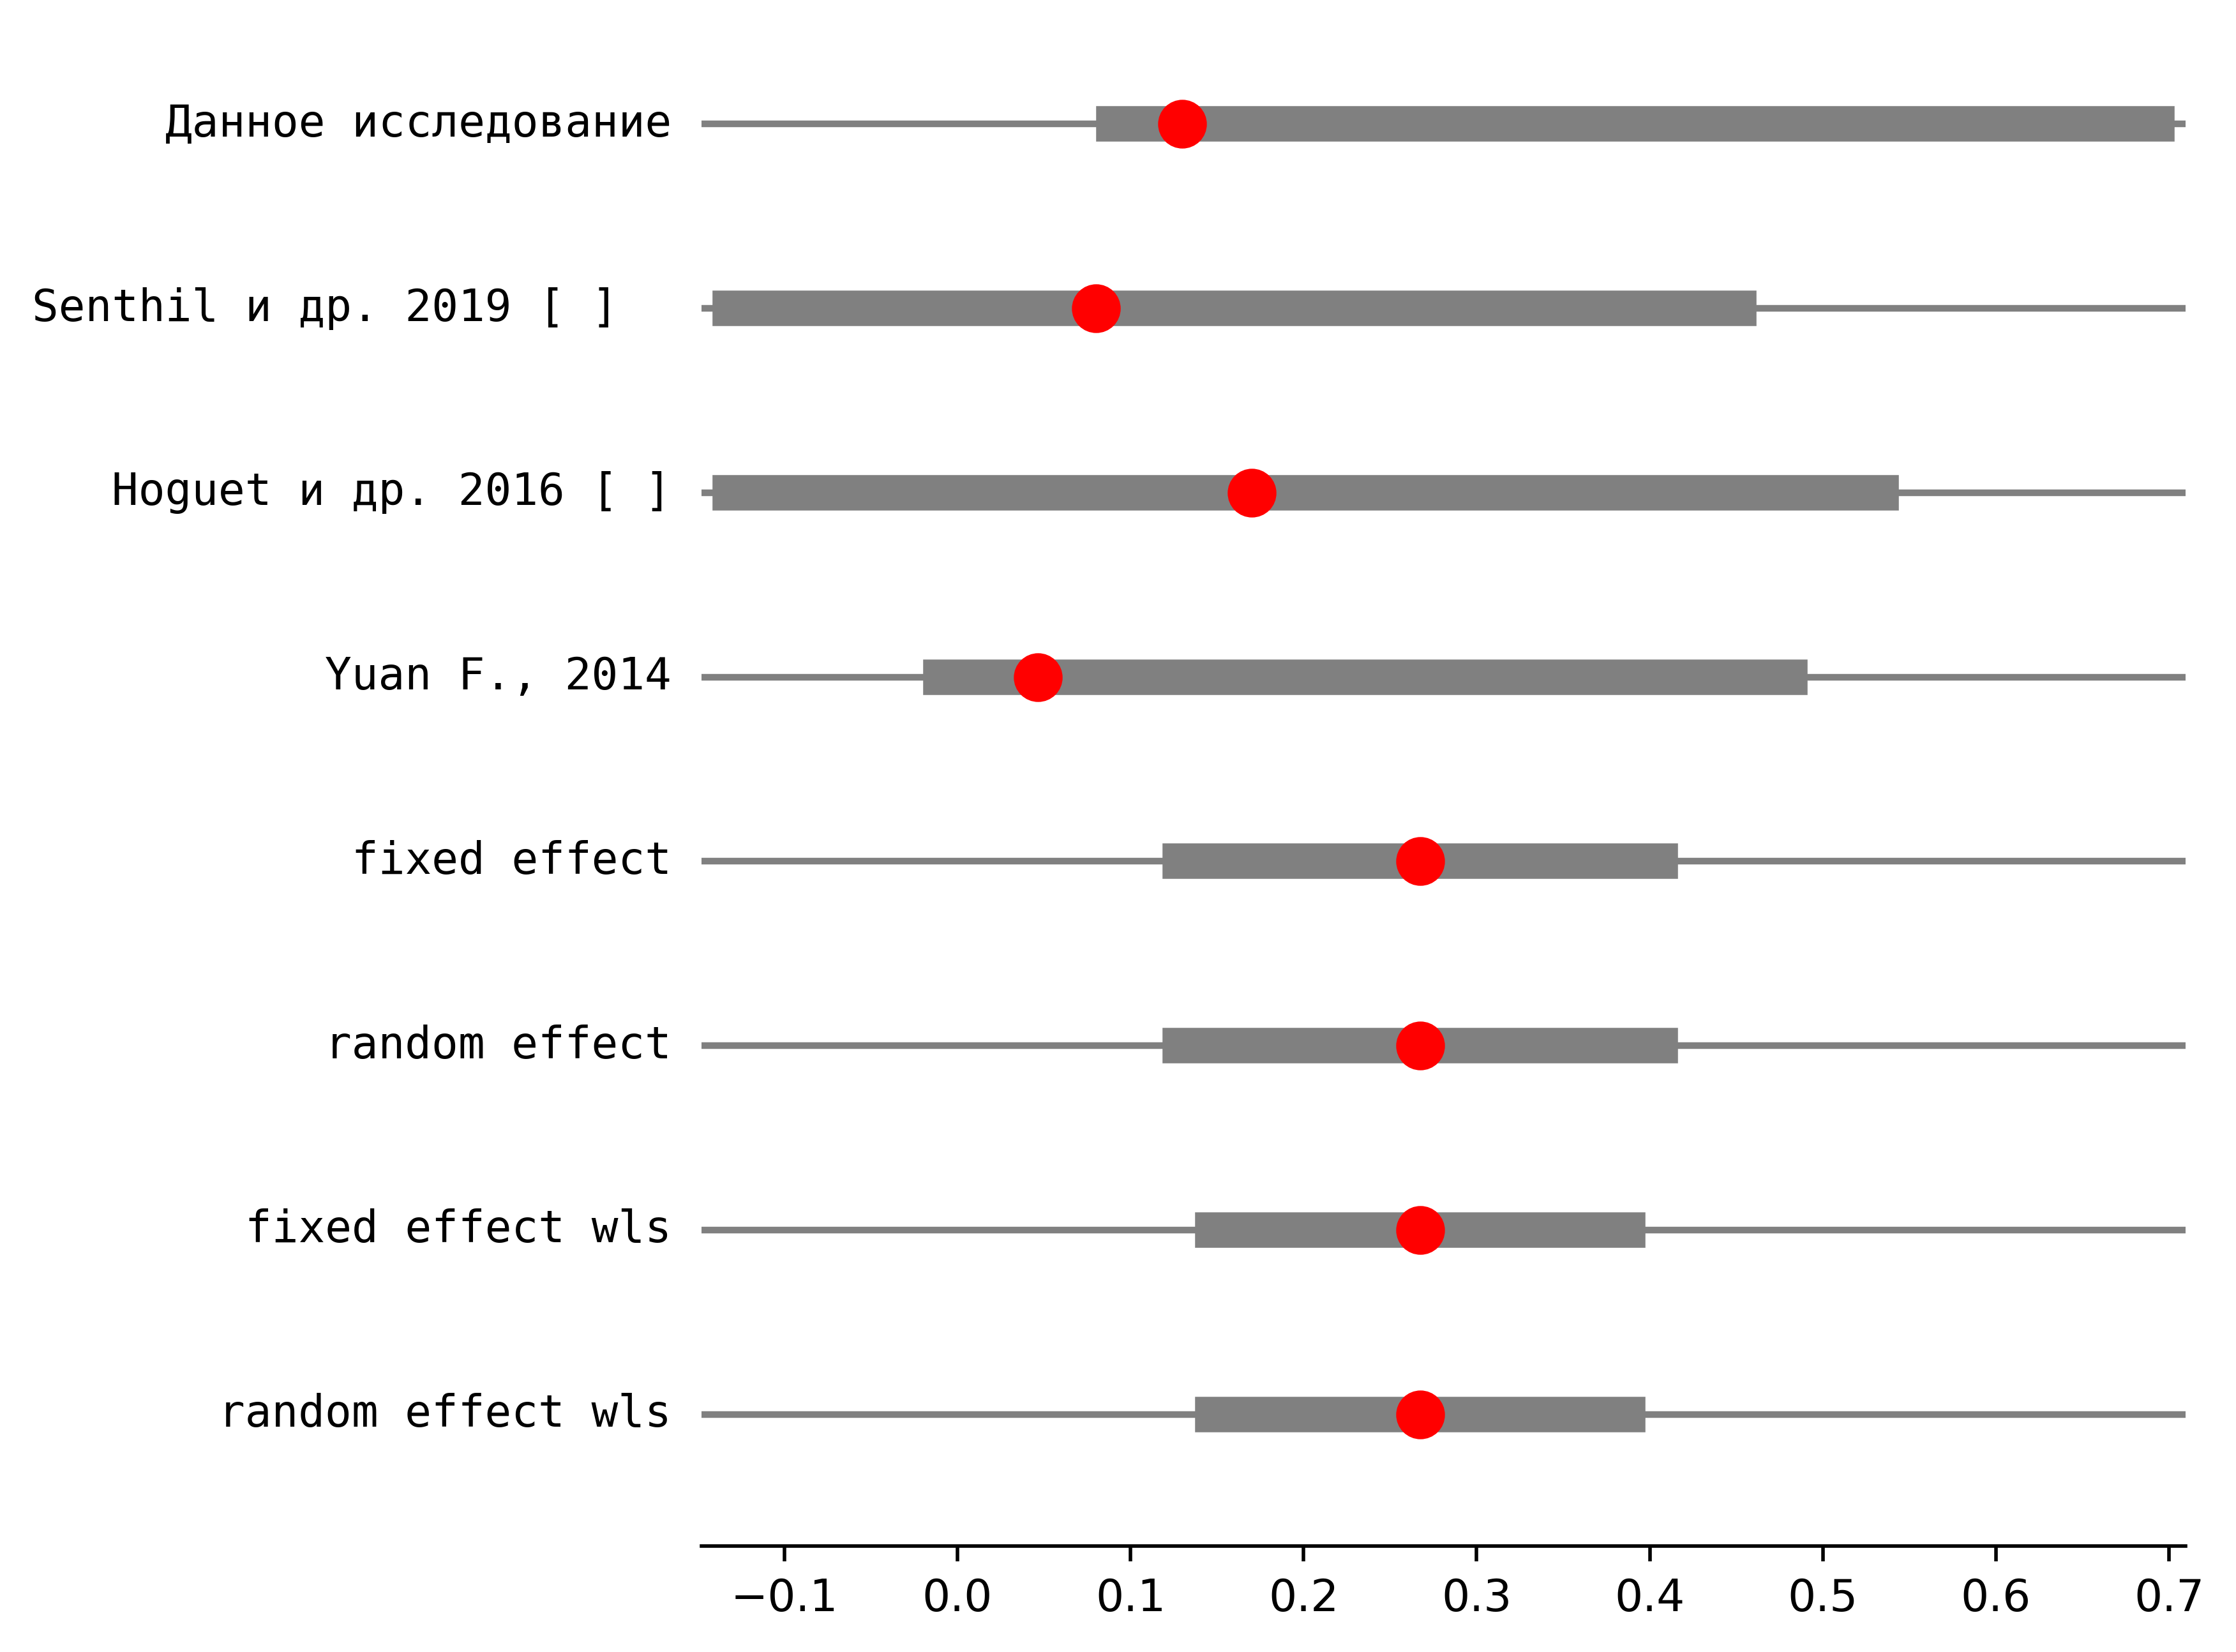 Данное исследование
Senthil и др. 2019 [ ]
Hoguet и др. 2016 [ ]
Yuan F., 2014
fixed effect
random effect
fixed effect wls
random effect wls
−0.1 0.0 0.1 0.2 0.3 0.4 0.5 0.6 0.7